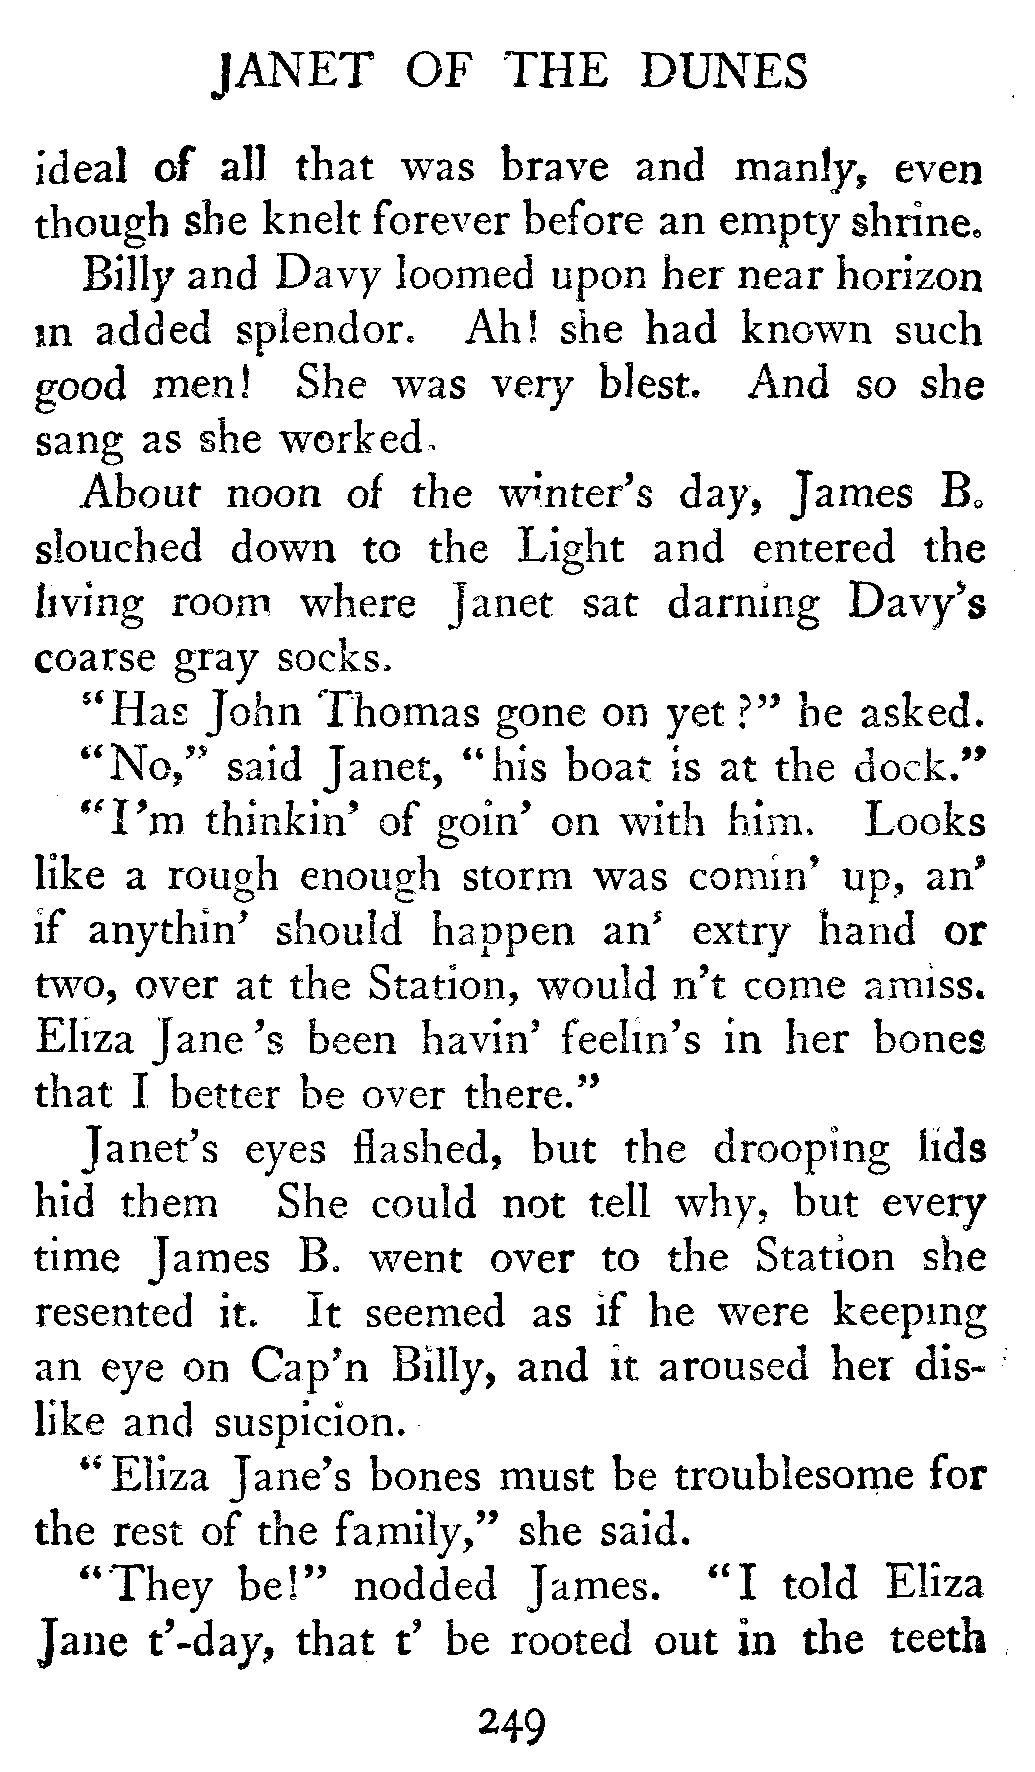 JANET OF THE DUNES
ideal of all that was brave and manly, even
though she knelt forever before an empty shrine.
Billy and Davy loomed upon her near horizon
in added splendor. Ah! she had known such
good men! She was very blest. And so she
sang as she worked.
About noon of the winter's day, James B.
slouched down to the Light and entered the
living room where Janet sat darning Davy's
coarse gray socks.
"Has John Thomas gone on yet?" he asked.
"No," said Janet, "his boat is at the dock."
"I'm thinkin' of goin' on with him. Looks
like a rough enough storm was comin' up, an'
if anythin' should happen an' extry hand or
two, over at the Station, would n't come amiss.
Eliza Jane 's been havin' feelin's in her bones
that I better be over there."
Janet's eyes flashed, but the drooping lids
hid them She could not tell why, but every
time James B. went over to the Station she
resented it. It seemed as if he were keeping
an eye on Cap'n Billy, and it aroused her dis-
like and suspicion.
"Eliza Jane's bones must be troublesome for
the rest of the family," she said.
"They be!" nodded James. "I told Eliza
Jane t'-day, that t' be rooted out in the teeth
249